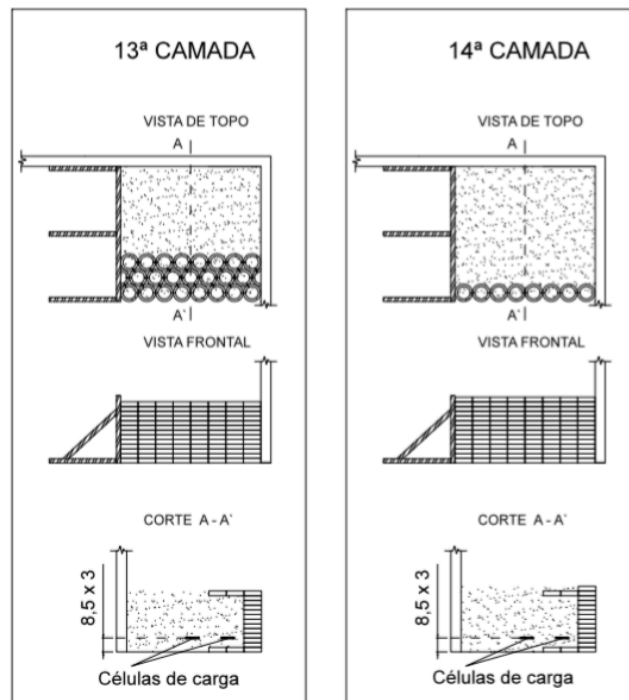 13ª CAMADA
VISTA DE TOPO
A
A`
VISTA FRONTAL
CORTE A - A`
8,5 x 3
Células de carga
14ª CAMADA
VISTA DE TOPO
A
A`
VISTA FRONTAL
CORTE A - A`
8,5 x 3
Células de carga